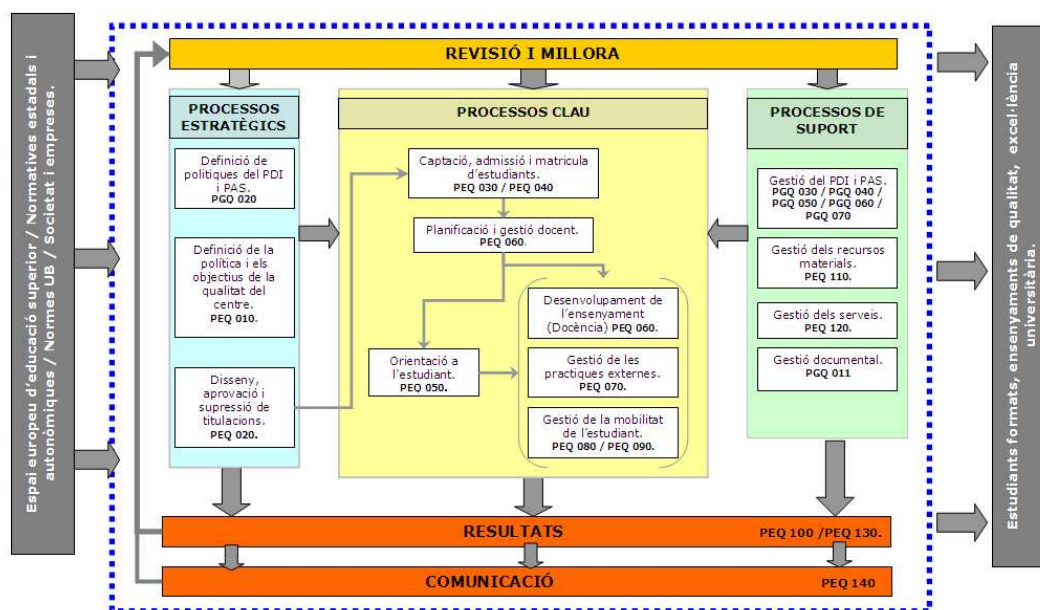 Espai europeu d'educació superior / Normatives estadals i
autonòmiques / Normes UB / Societat i empreses.
REVISIÓ I MILLORA
PROCESSOS
ESTRATÈGICS
Definició de
politiques del PDI
i PAS.
PGQ 020
Definició de la
política i els
objectius de la
qualitat del
centre.
PEQ 010.
Disseny,
aprovació i
supressió de
titulacions.
PEQ 020.
PROCESSOS CLAU
Captació, admissió i matricula
d'estudiants.
PEQ 030 / PEQ 040
Planificació i gestió docent.
PEQ 060.
Desenvolupament de
l'ensenyament
(Docència) PEQ 060.
Orientació a
l'estudiant.
PEQ 050.
Gestió de les
practiques externes.
PEQ 070.
Gestió de la mobilitat
de l'estudiant.
PEQ 080 / PEQ 090.
PROCESSOS DE
SUPORT
Gestió del PDI i PAS.
PGQ 030 / PGQ 040 /
PGQ 050 / PGQ 060 /
PGQ 070
Gestió dels recursos
materials.
PEQ 110.
Gestió dels serveis.
PEQ 120.
Gestió documental.
PGQ 011
RESULTATS
PEQ 100 /PEQ 130.
COMUNICACIÓ
PEQ 140
Estudiants formats, ensenyaments de qualitat, excel·lència
universitària.